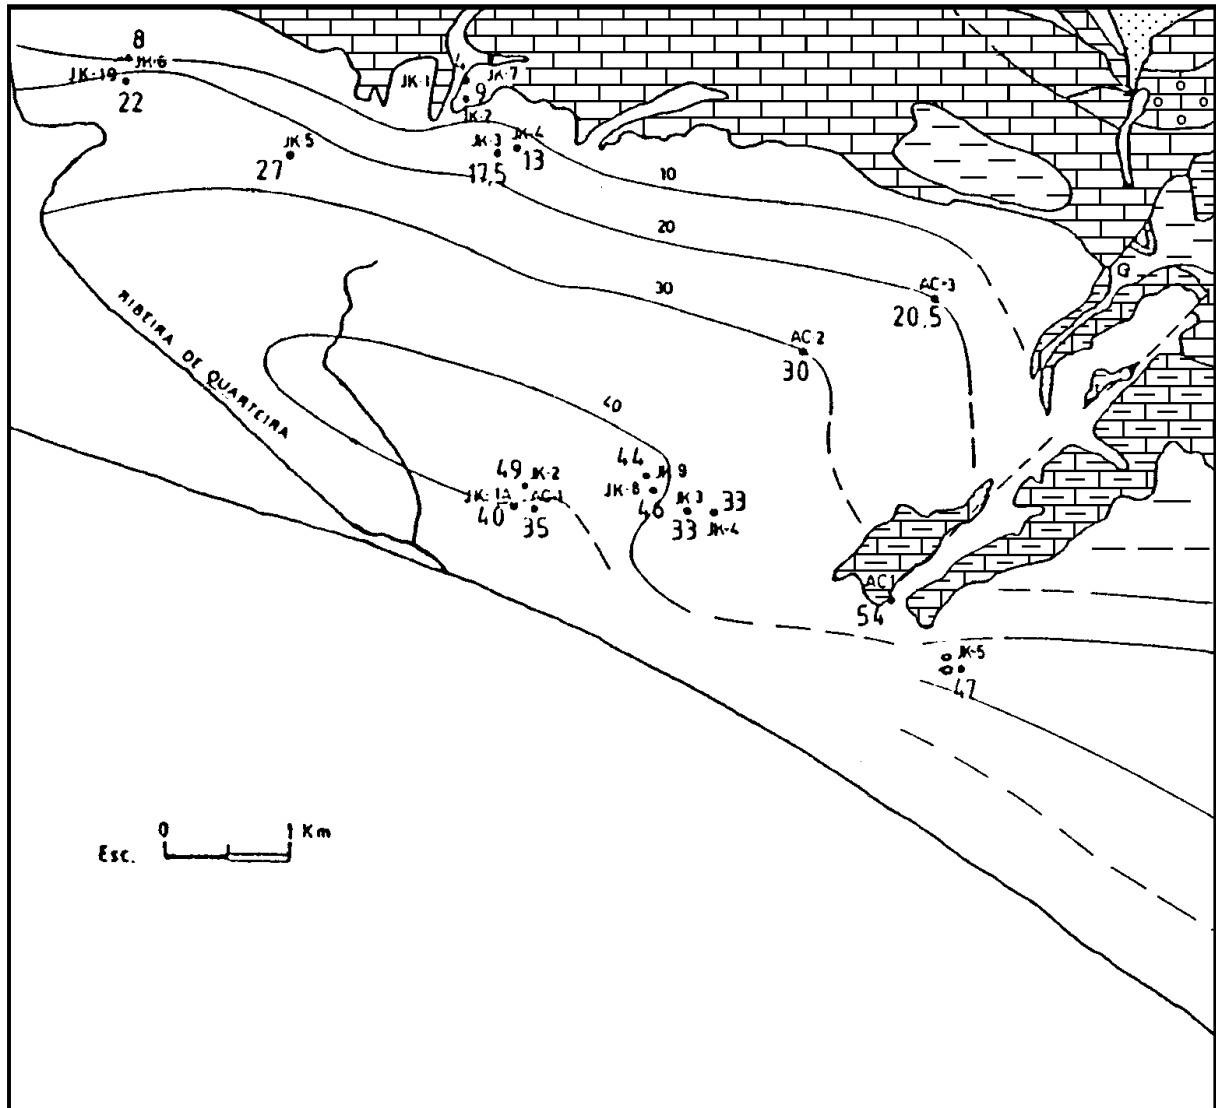 8
JK-6
JK-19
22
JK-1
4
JK-7
9
JK-2
JK-5
27
JK-3
JK-4
17,5
13
10
20
30
AC-3
20,5
AC-2
30
Q
RIBEIRA DE QUARTEIRA
40
49
JK-2
JK-1A
AC-1
40
35
44
JK-9
JK-8
46
JK-3
33
33
JK-4
AC1
54
JK-5
47
0
1 Km
Esc.